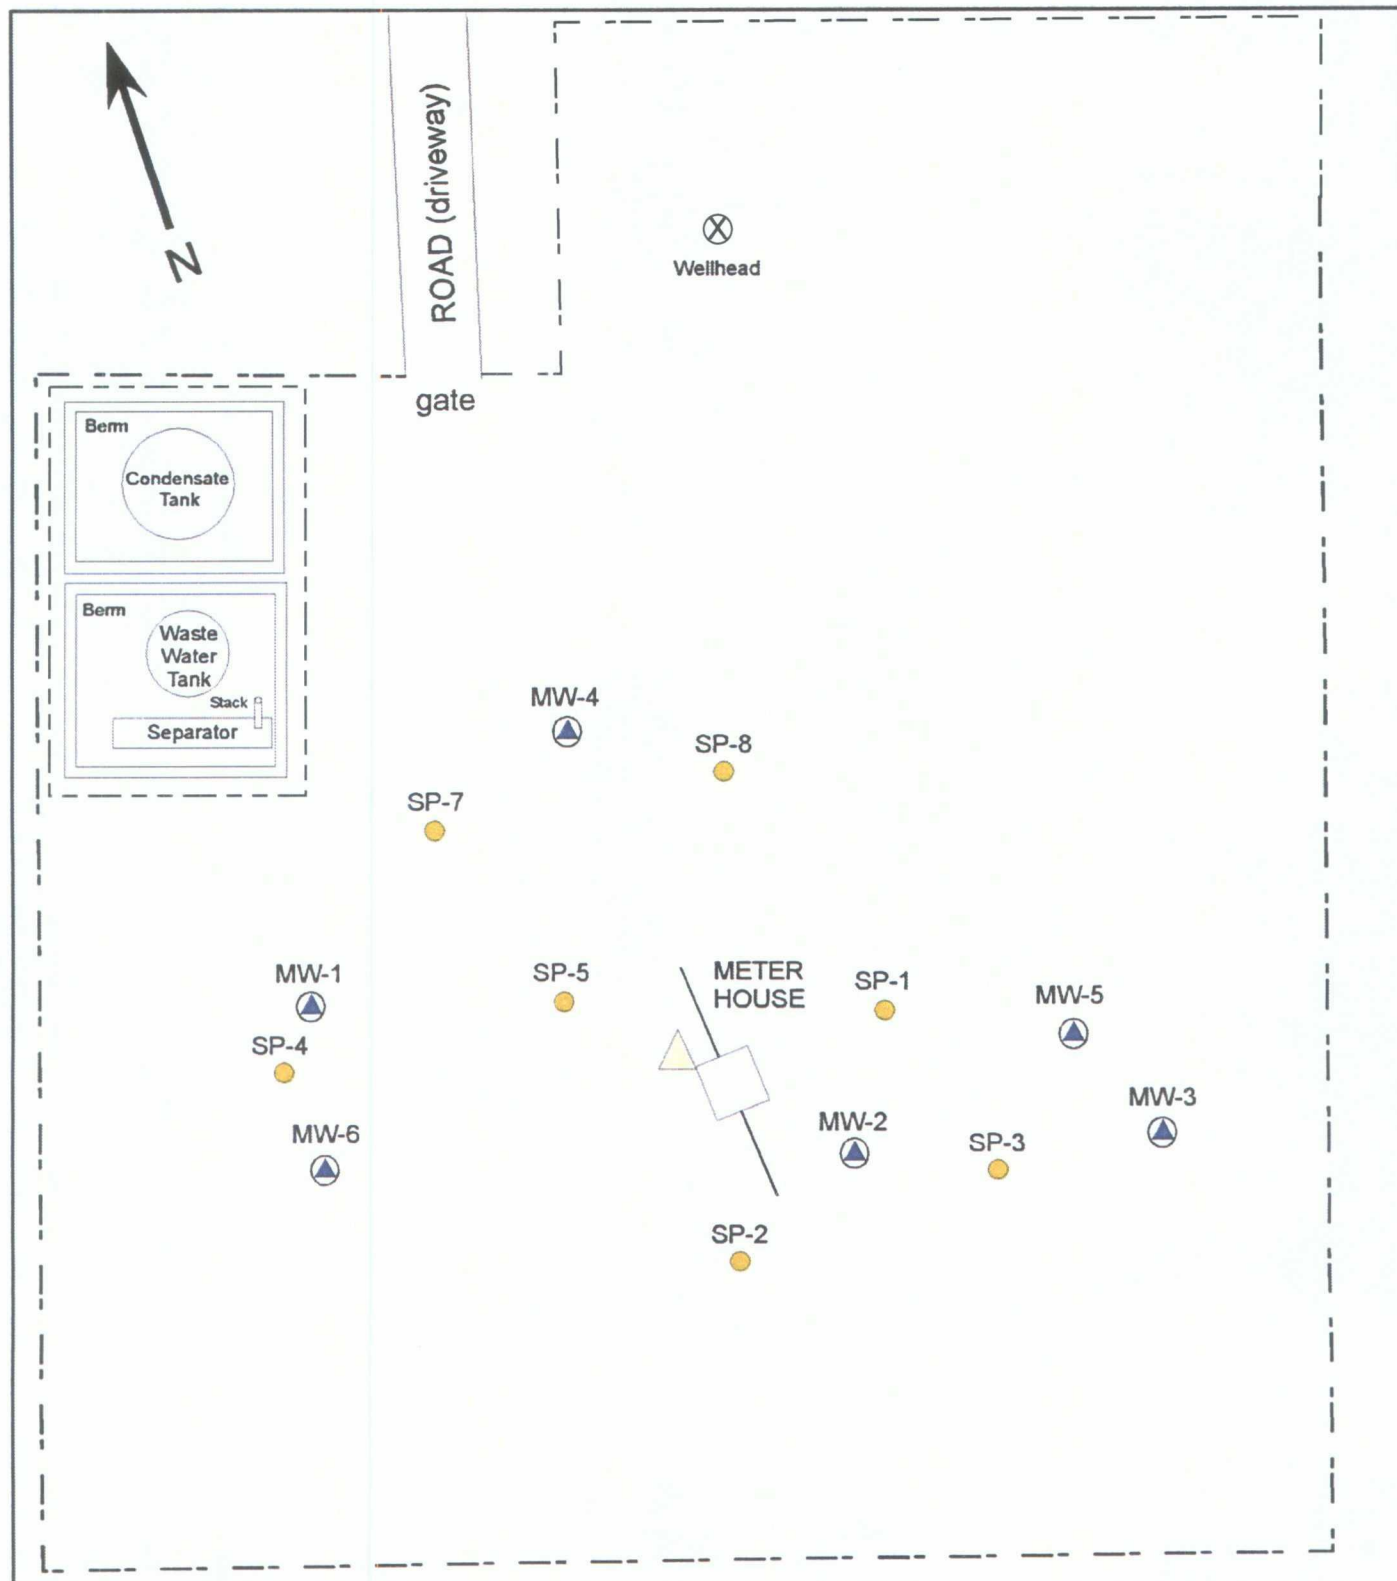 N
ROAD (driveway)
Wellhead
gate
Berm
Condensate
Tank
Berm
Waste
Water
Tank
Stack
Separator
MW-4
SP-8
SP-7
MW-1
SP-5
METER
HOUSE
SP-1
MW-5
SP-4
MW-6
MW-2
SP-3
MW-3
SP-2